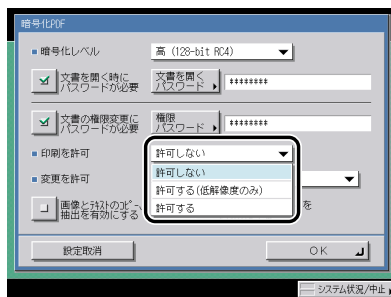 暗号化PDF
■暗号化レベル
高 (128-bit RC4)
文書を開く時に
パスワードが必要
文書を開く
パスワード
********
文書の権限変更に
パスワードが必要
権限
パスワード
********
■印刷を許可
許可しない
許可しない
許可する(低解像度のみ)
許可する
■変更を許可
画像とテキストのコピー、
抽出を有効にする
を
設定取消
OK
システム状況/中止